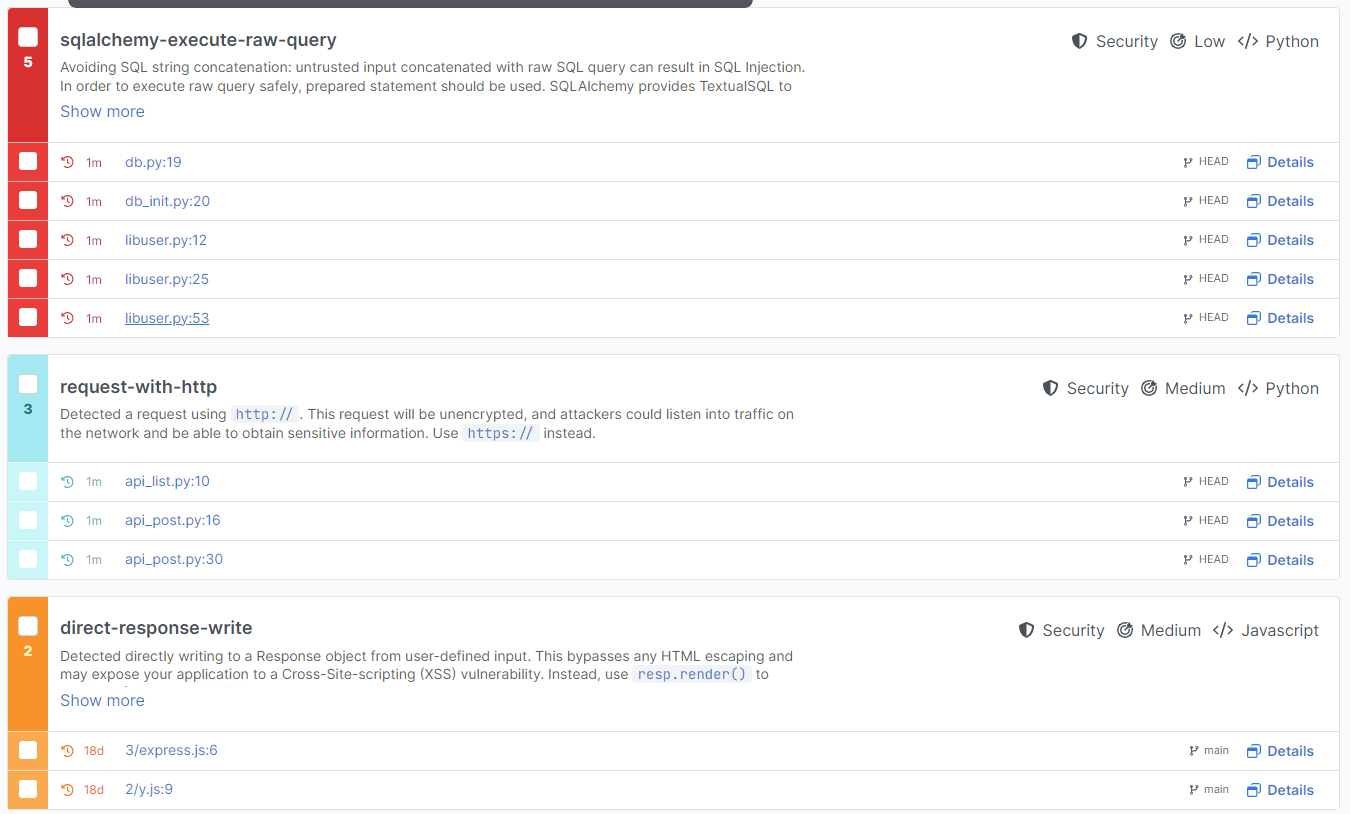 sqlalchemy-execute-raw-query
Security Low </> Python
5
Avoiding SQL string concatenation: untrusted input concatenated with raw SQL query can result in SQL Injection.
In order to execute raw query safely, prepared statement should be used. SQLAlchemy provides TextualSQL to
Show more
1m db.py:19 HEAD Details
1m db_init.py:20 HEAD Details
1m libuser.py:12 HEAD Details
1m libuser.py:25 HEAD Details
1m libuser.py:53 HEAD Details
request-with-http
Security Medium </> Python
3
Detected a request using http://. This request will be unencrypted, and attackers could listen into traffic on
the network and be able to obtain sensitive information. Use https:// instead.
1m api_list.py:10 HEAD Details
1m api_post.py:16 HEAD Details
1m api_post.py:30 HEAD Details
direct-response-write
Security Medium </> Javascript
2
Detected directly writing to a Response object from user-defined input. This bypasses any HTML escaping and
may expose your application to a Cross-Site-scripting (XSS) vulnerability. Instead, use resp.render() to
Show more
18d 3/express.js:6 main Details
18d 2/y.js:9 main Details